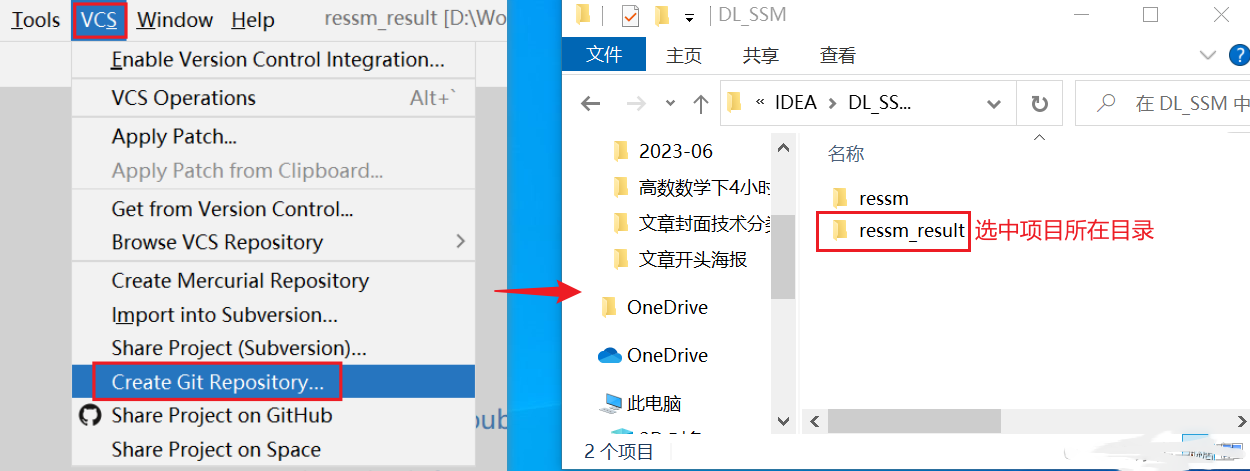 Tools VCS Window Help ressm_result [D:\Wo
Enable Version Control Integration...
VCS Operations Alt+`
Apply Patch...
Apply Patch from Clipboard...
Get from Version Control...
Browse VCS Repository
Create Mercurial Repository
Import into Subversion...
Share Project (Subversion)...
Create Git Repository...
Share Project on GitHub
Share Project on Space
oub
DL_SSM
文件 主页 共享 查看
« IDEA > DL_SS... 在 DL_SSM 中
2023-06
高数数学下4小时
文章封面技术分类
文章开头海报
OneDrive
OneDrive
此电脑
名称
ressm
ressm_result 选中项目所在目录
2 个项目